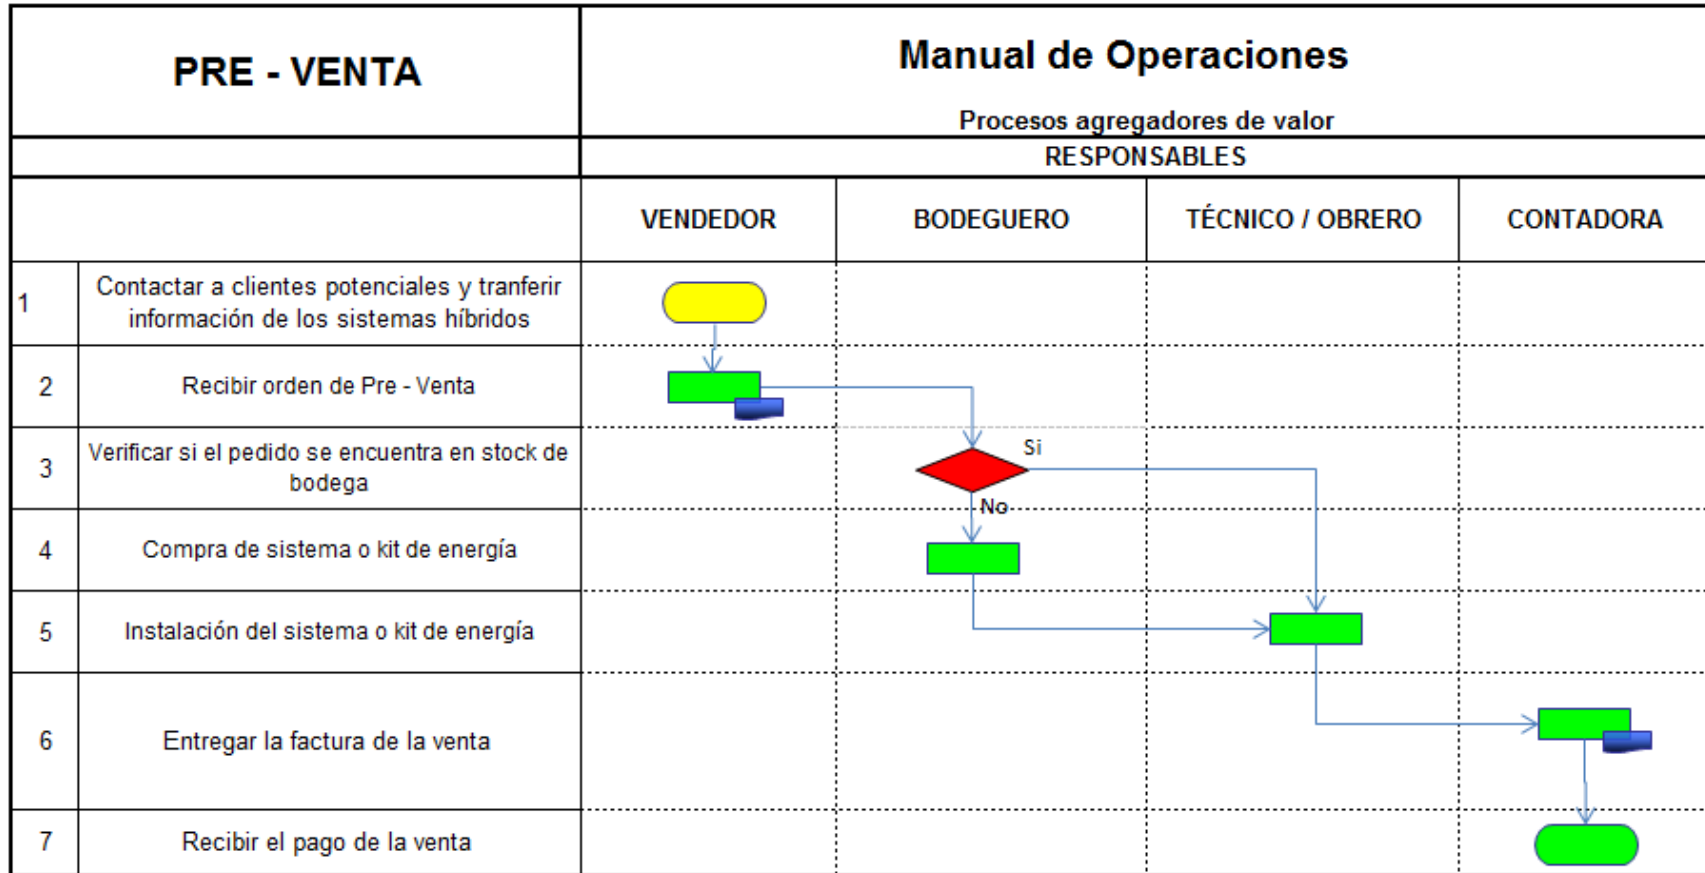 PRE - VENTA
Manual de Operaciones
Procesos agregadores de valor
RESPONSABLES
VENDEDOR
BODEGUERO
TÉCNICO / OBRERO
CONTADORA
1
Contactar a clientes potenciales y tranferir
información de los sistemas híbridos
2
Recibir orden de Pre - Venta
3
Verificar si el pedido se encuentra en stock de
bodega
Si
No
4
Compra de sistema o kit de energía
5
Instalación del sistema o kit de energía
6
Entregar la factura de la venta
7
Recibir el pago de la venta